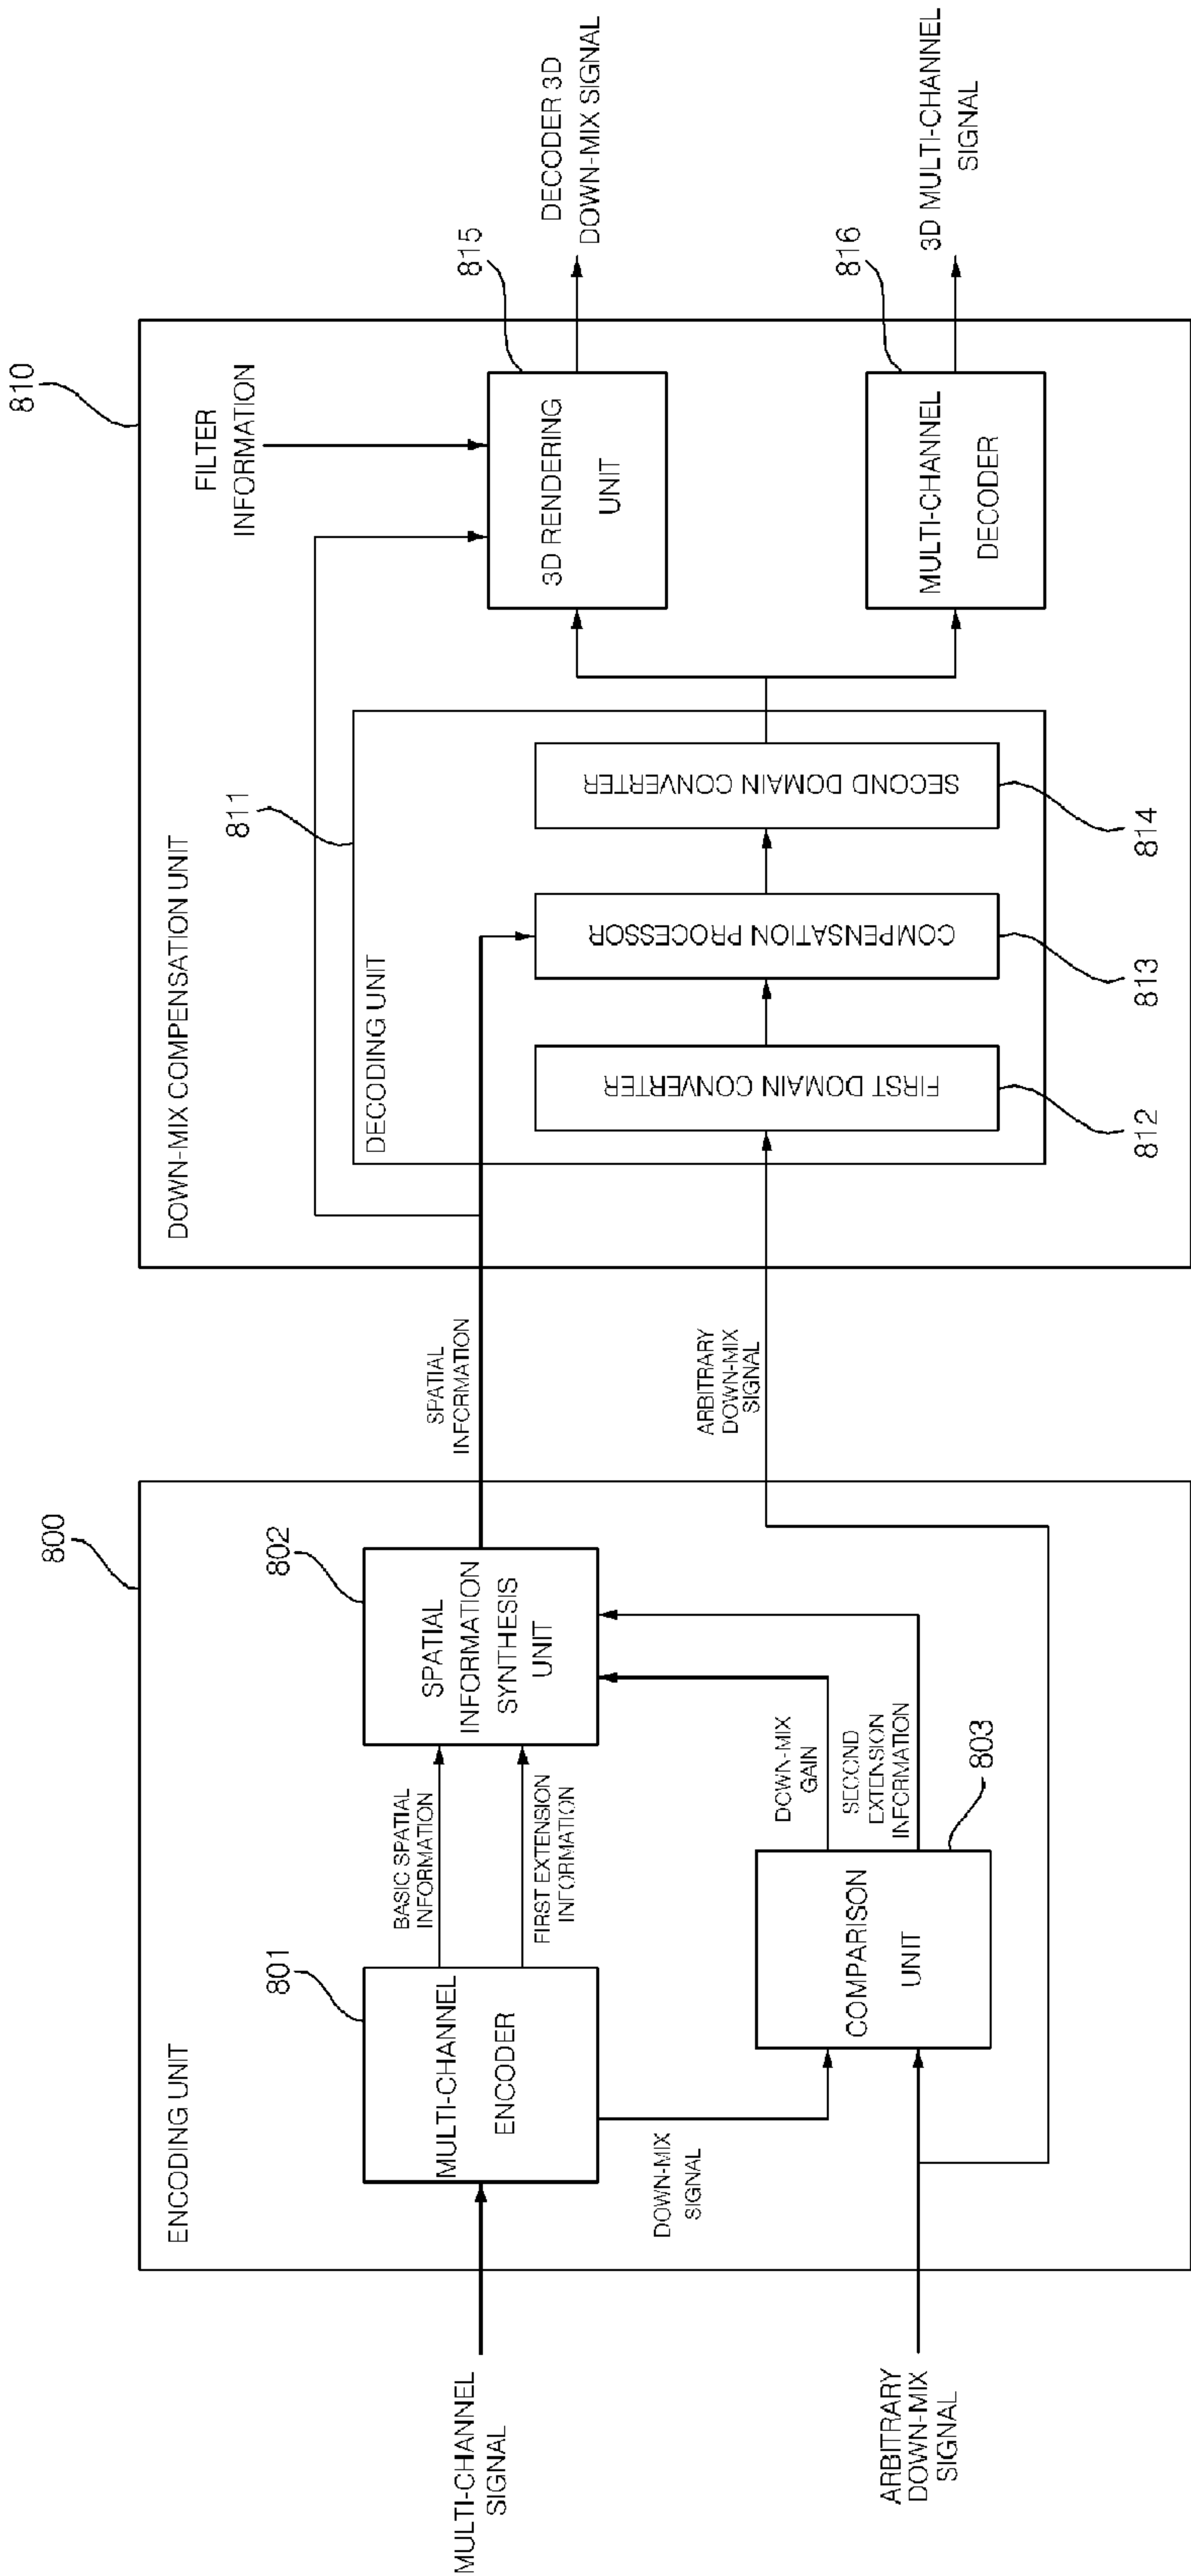 800
ENCODING UNIT
MULTI-CHANNEL
SIGNAL
801
MULTI-CHANNEL
ENCODER
BASIC SPATIAL
INFORMATION
FIRST EXTENSION
INFORMATION
802
SPATIAL
INFORMATION
SYNTHESIS
UNIT
DOWN-MIX
SIGNAL
ARBITRARY
DOWN-MIX
SIGNAL
COMPARISON
UNIT
803
DOWN-MIX
GAIN
SECOND
EXTENSION
INFORMATION
SPATIAL
INFORMATION
ARBITRARY
DOWN-MIX
SIGNAL
810
DOWN-MIX COMPENSATION UNIT
811
DECODING UNIT
FIRST DOMAIN CONVERTER
812
COMPENSATION PROCESSOR
813
SECOND DOMAIN CONVERTER
814
FILTER
INFORMATION
3D RENDERING
UNIT
815
DECODER 3D
DOWN-MIX SIGNAL
MULTI-CHANNEL
DECODER
816
3D MULTI-CHANNEL
SIGNAL